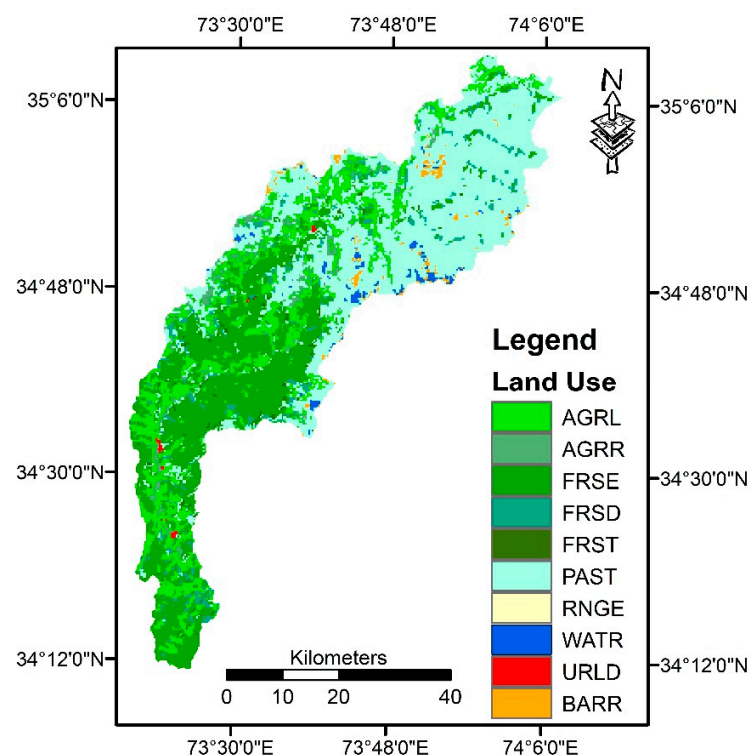 73°30'0"E 73°48'0"E 74°6'0"E
N
35°6'0"N 35°6'0"N
34°48'0"N 34°48'0"N
Legend
Land Use
AGRL
AGRR
FRSE
34°30'0"N 34°30'0"N
FRSD
FRST
PAST
RNGE
WATR
URLD
BARR
34°12'0"N 34°12'0"N
Kilometers
0 10 20 40
73°30'0"E 73°48'0"E 74°6'0"E